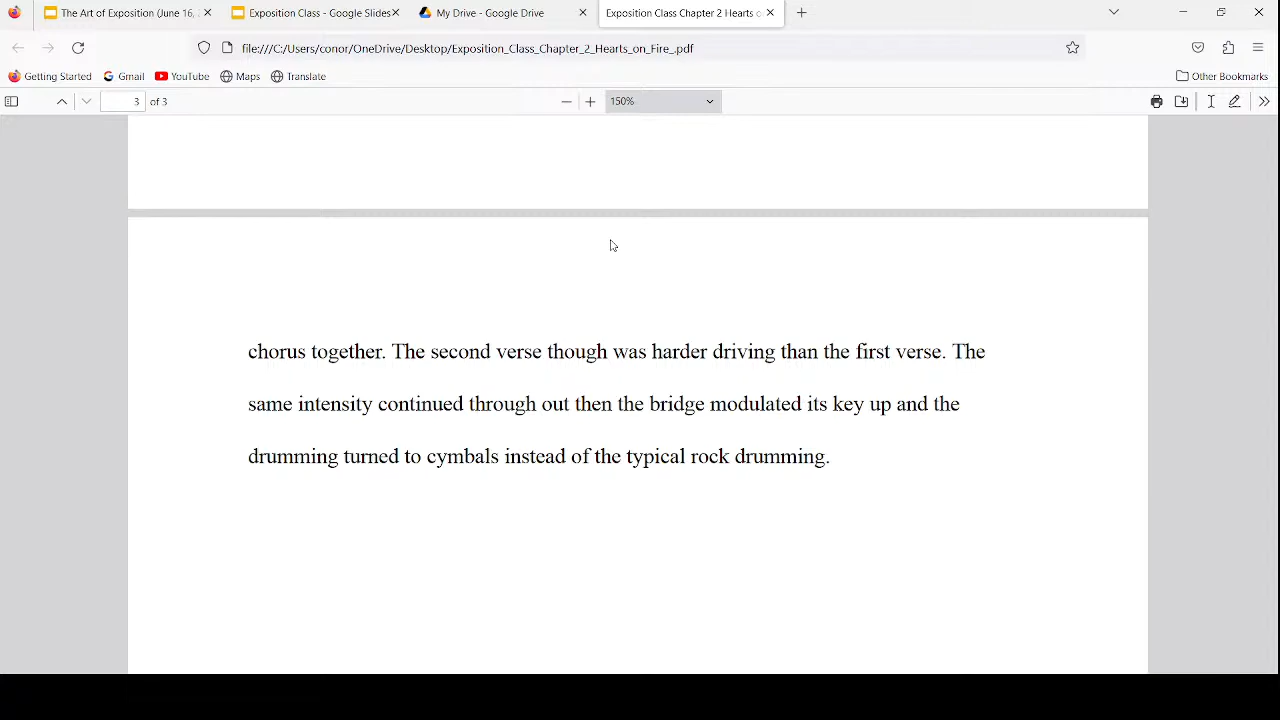 The Art of Exposition (June 16, 2
Exposition Class - Google Slides
My Drive - Google Drive
Exposition Class Chapter 2 Hearts o
file:///C:/Users/conor/OneDrive/Desktop/Exposition_Class_Chapter_2_Hearts_on_Fire_.pdf
Getting Started
Gmail
YouTube
Maps
Translate
Other Bookmarks
3 of 3
150%
chorus together. The second verse though was harder driving than the first verse. The
same intensity continued through out then the bridge modulated its key up and the
drumming turned to cymbals instead of the typical rock drumming.